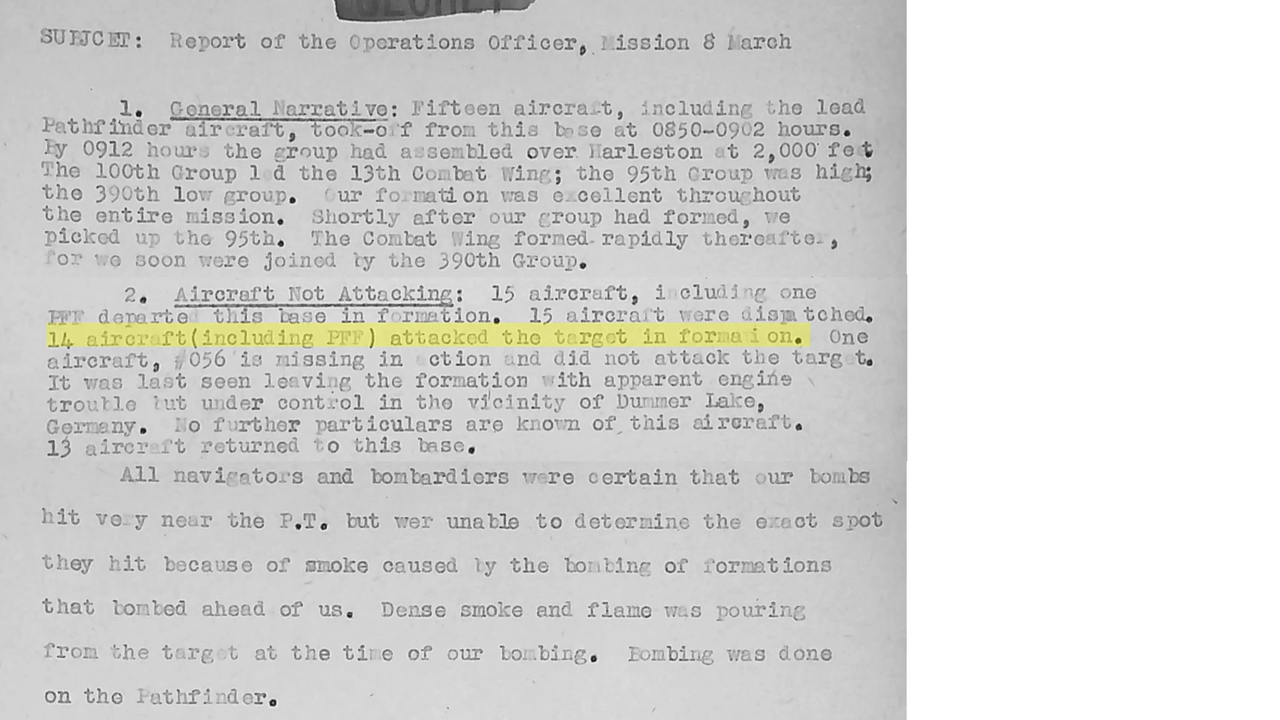 SECRET
SUBJCET: Report of the Operations Officer, Mission 8 March
1. General Narrative: Fifteen aircraft, including the lead
Pathfinder aircraft, took-off from this base at 0850-0902 hours.
By 0912 hours the group had assembled over Harleston at 2,000 feet
The 100th Group led the 13th Combat Wing; the 95th Group was high;
the 390th low group. Our formation was excellent throughout
the entire mission. Shortly after our group had formed, we
picked up the 95th. The Combat Wing formed rapidly thereafter,
for we soon were joined by the 390th Group.
2. Aircraft Not Attacking: 15 aircraft, including one
PFF departed this base in formation. 15 aircraft were dispatched.
14 aircraft(including PFF) attacked the target in formation. One
aircraft, #056 is missing in action and did not attack the target.
It was last seen leaving the formation with apparent engine
trouble but under control in the vicinity of Dummer Lake,
Germany. No further particulars are known of this aircraft.
13 aircraft returned to this base.
All navigators and bombardiers were certain that our bombs
hit very near the P.T. but wer unable to determine the exact spot
they hit because of smoke caused by the bombing of formations
that bombed ahead of us. Dense smoke and flame was pouring
from the target at the time of our bombing. Bombing was done
on the Pathfinder.